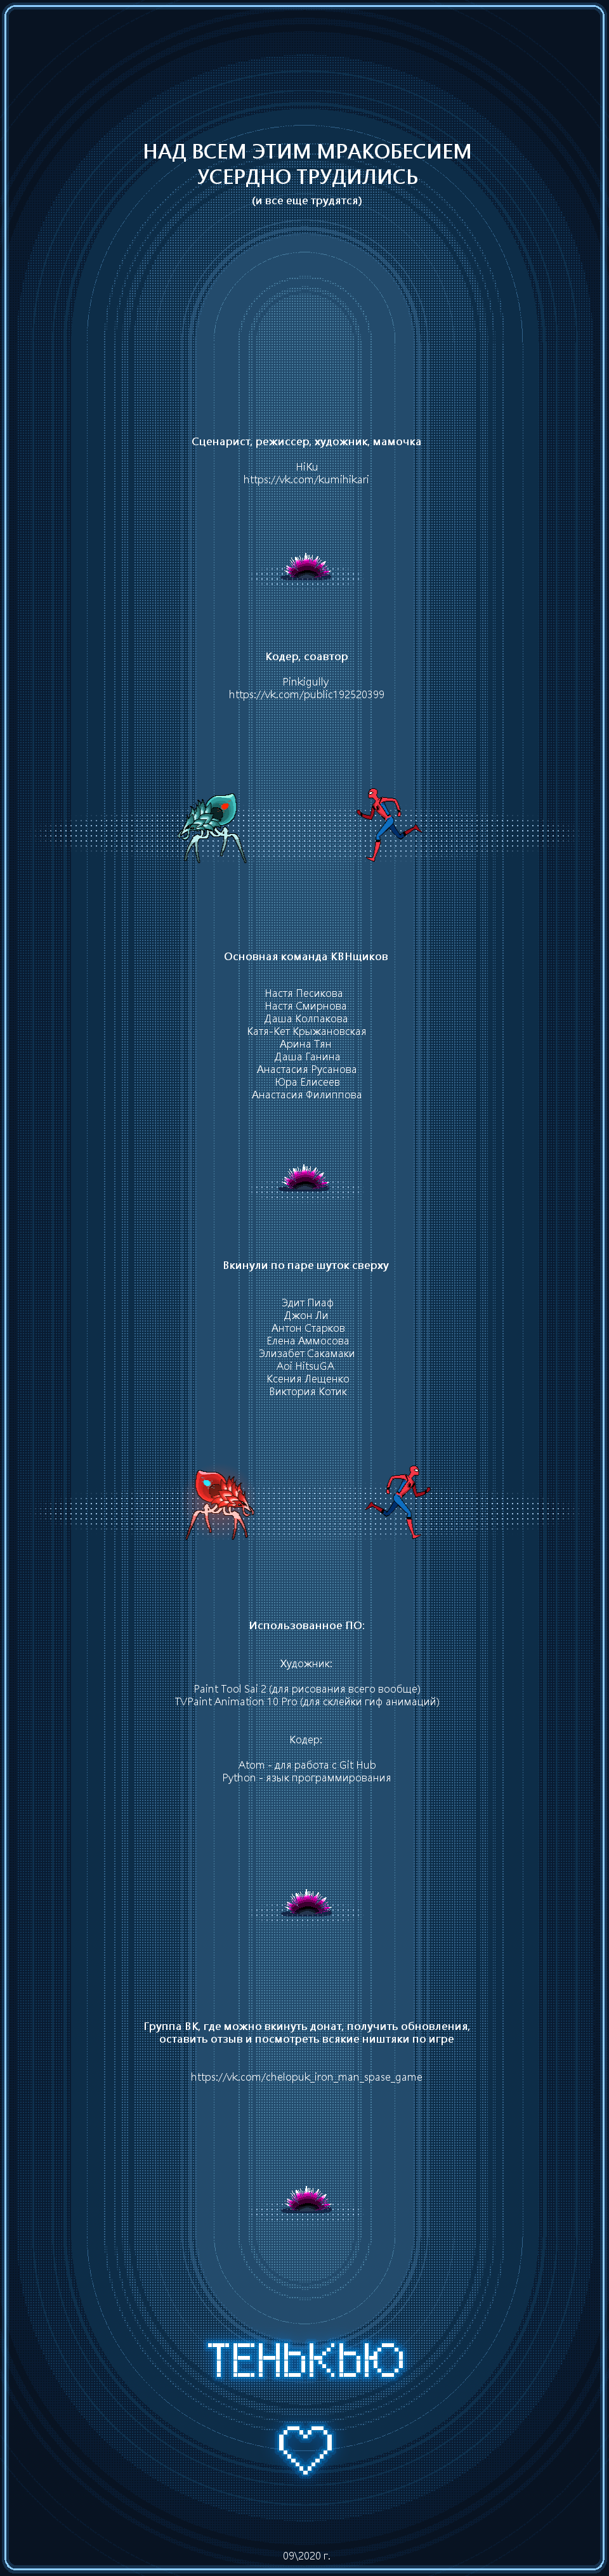 НАД ВСЕМ ЭТИМ МРАКОБЕСИЕМ
УСЕРДНО ТРУДИЛИСЬ
(и все еще трудятся)
Сценарист, режиссер, художник, мамочка
HiKu
https://vk.com/kumihikari
Кодер, соавтор
Pinkigully
https://vk.com/public192520399
Основная команда КВНщиков
Настя Песикова
Настя Смирнова
Даша Колпакова
Катя-Кет Крыжановская
Арина Тян
Даша Ганина
Анастасия Русанова
Юра Елисеев
Анастасия Филиппова
Вкинули по паре шуток сверху
Эдит Пиаф
Джон Ли
Антон Старков
Елена Аммосова
Элизабет Сакамаки
Aoi HitsuGA
Ксения Лещенко
Виктория Котик
Использованное ПО:
Художник:
Paint Tool Sai 2 (для рисования всего вообще)
TVPaint Animation 10 Pro (для склейки гиф анимаций)
Кодер:
Atom - для работа с Git Hub
Python - язык программирования
Группа ВК, где можно вкинуть донат, получить обновления,
оставить отзыв и посмотреть всякие ништяки по игре
https://vk.com/chelopuk_iron_man_spase_game
ТЕНЬКЬЮ
09\2020 г.